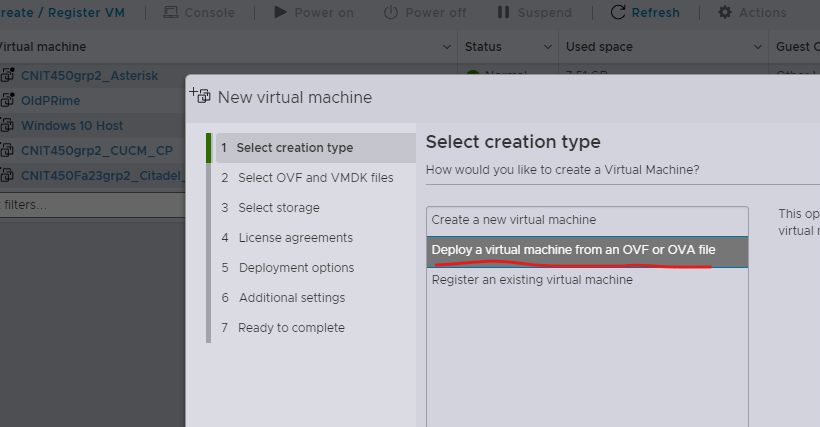 reate / Register VM Console Power on Power off Suspend Refresh Actions
Virtual machine Status Used space Guest O
CNIT450grp2_Asterisk
OldPRime
Windows 10 Host
CNIT450grp2_CUCM_CP
CNIT450Fa23grp2_Citadel_
filters...
New virtual machine
1 Select creation type
2 Select OVF and VMDK files
3 Select storage
4 License agreements
5 Deployment options
6 Additional settings
7 Ready to complete
Select creation type
How would you like to create a Virtual Machine?
Create a new virtual machine
Deploy a virtual machine from an OVF or OVA file
Register an existing virtual machine
This op
virtual r